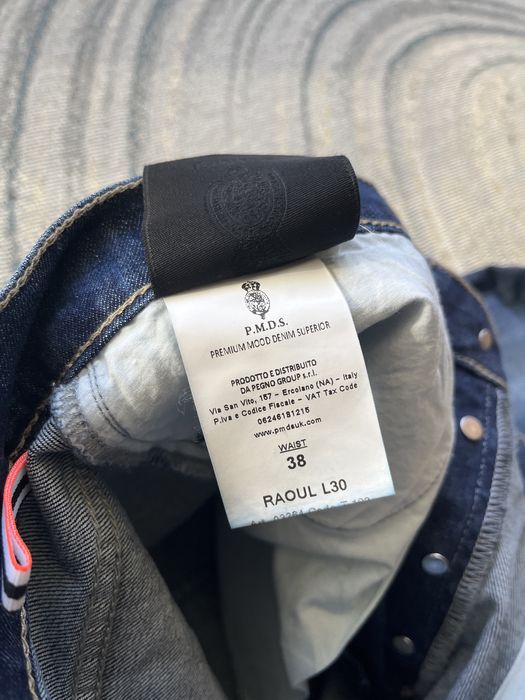 P.M.D.S.
PREMIUM MOOD DENIM SUPERIOR
PRODOTTO E DISTRIBUITO
DA PEGNO GROUP s.r.l.
Via San Vito, 157 – Ercolano (NA) – Italy
P.Iva e Codice Fiscale – VAT Tax Code
06246181215
www.pmdsuk.com
WAIST
38
RAOUL L30